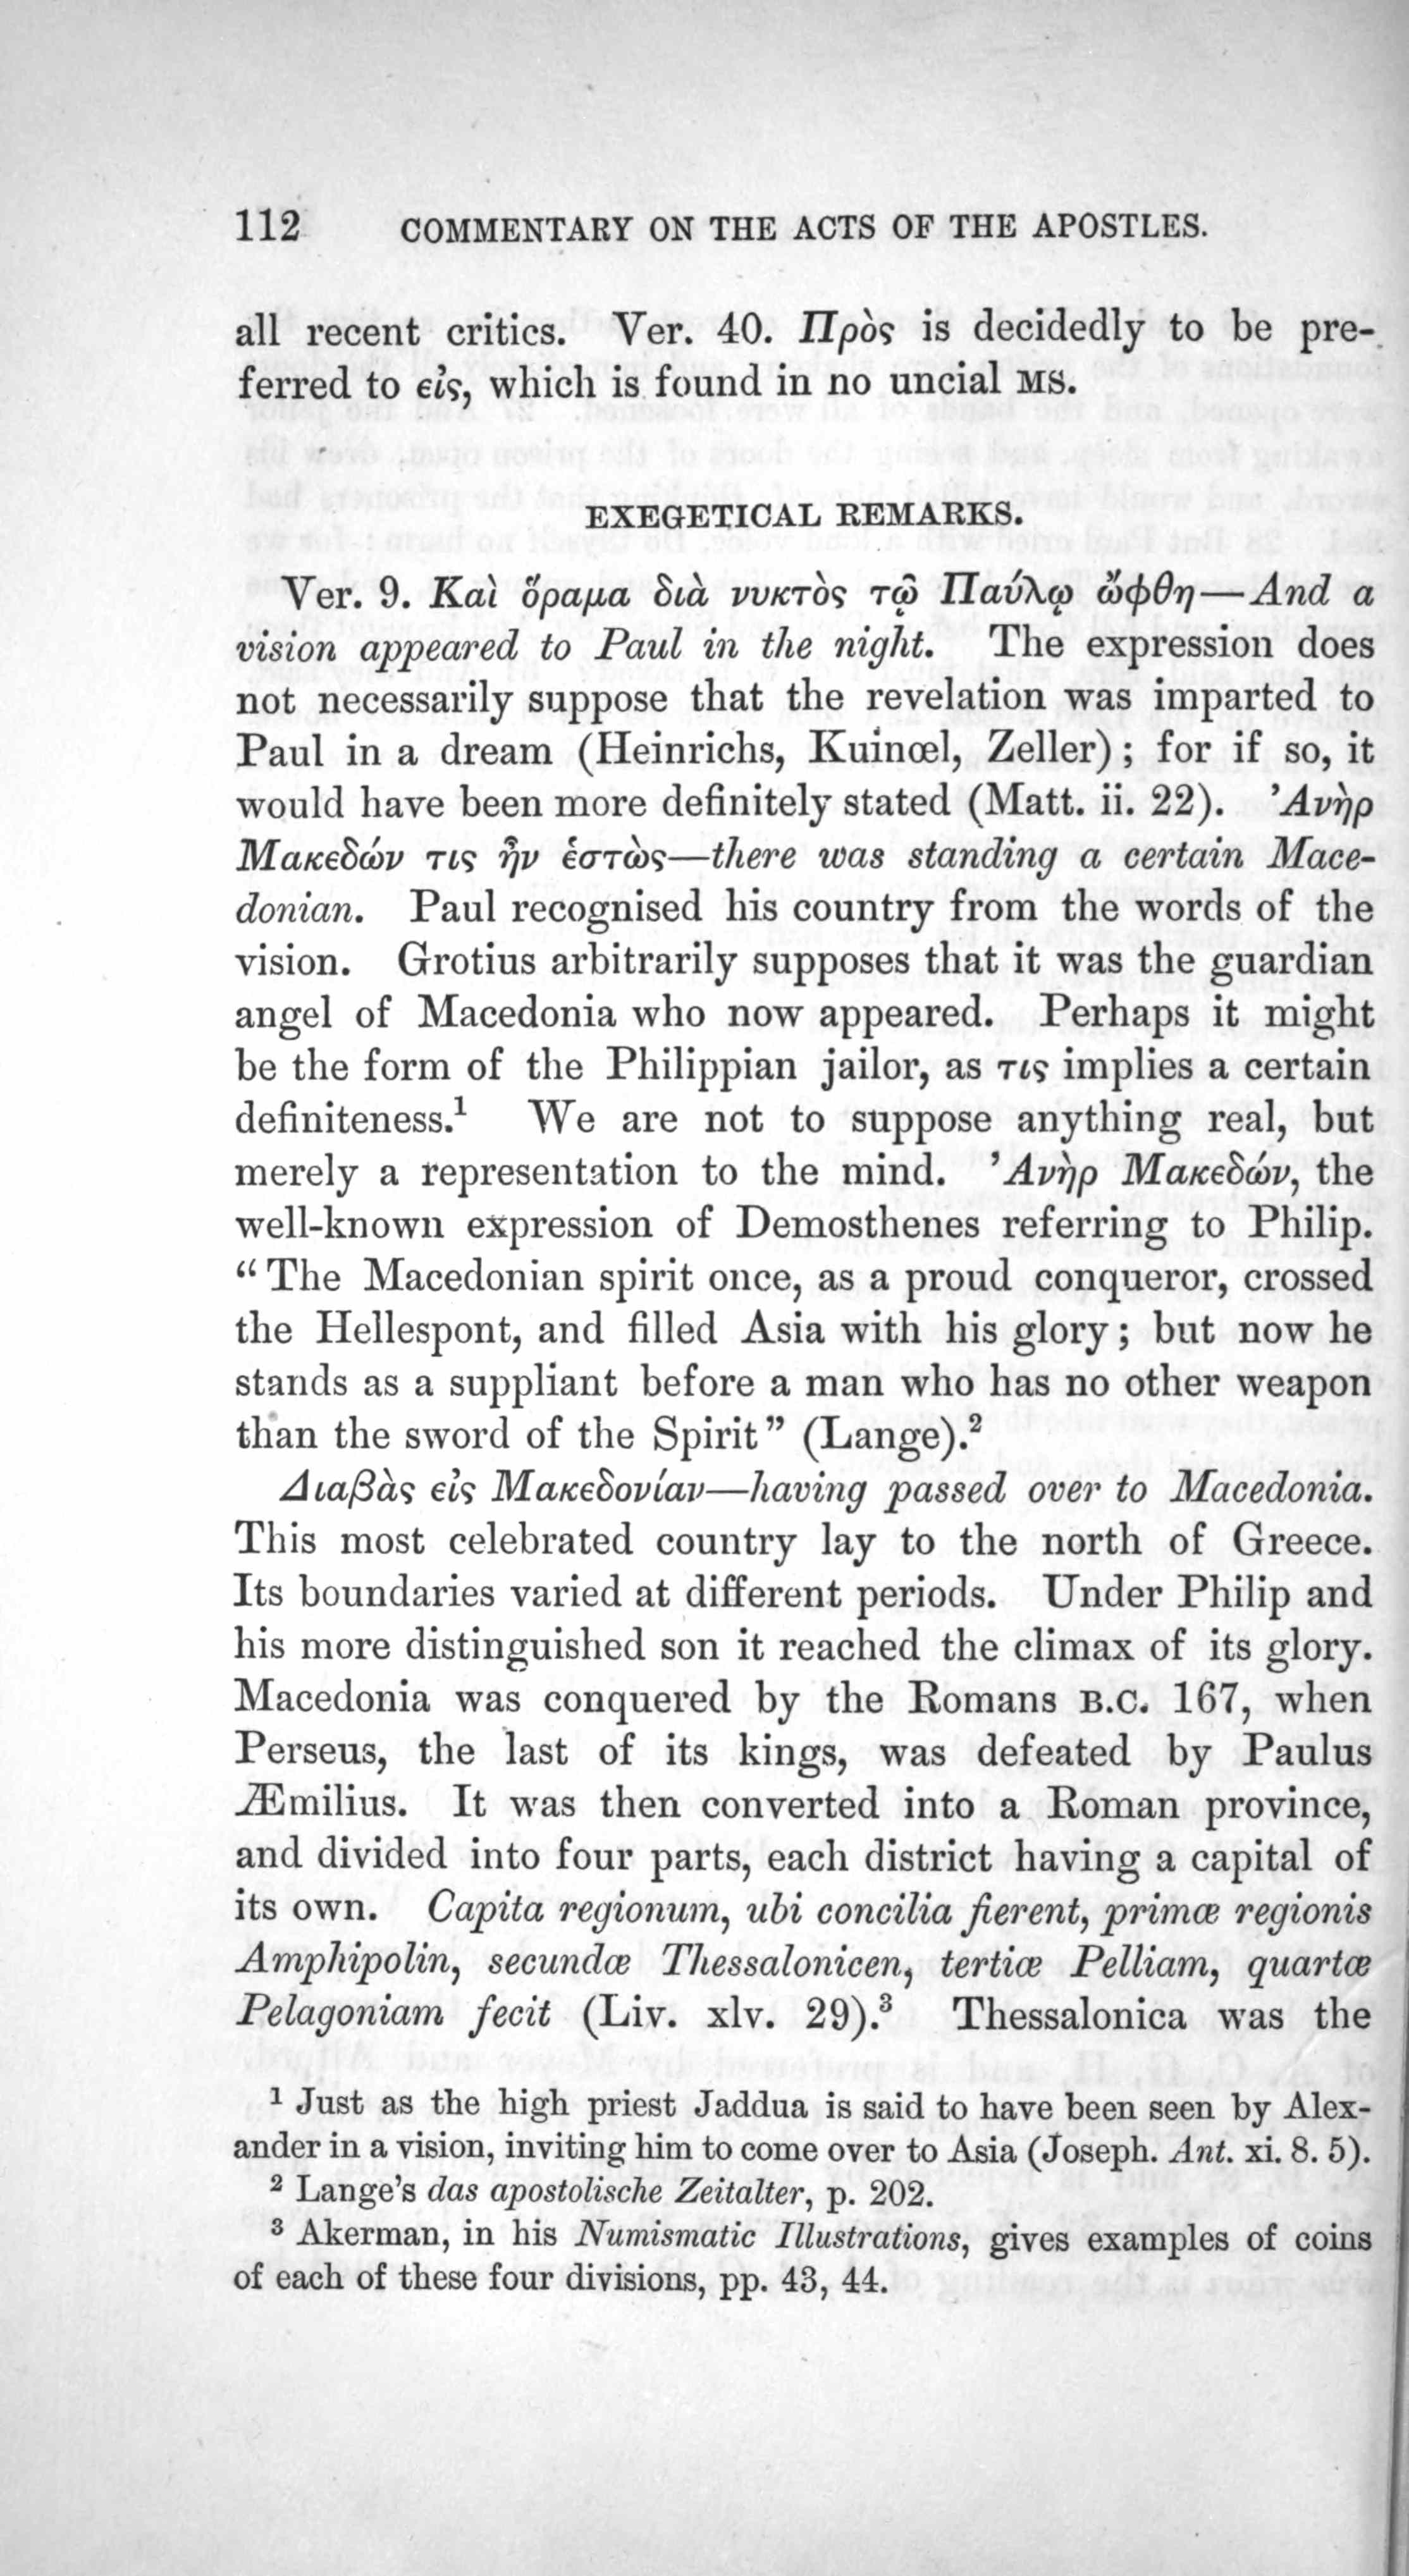 112 COMMENTARY ON THE ACTS OF THE APOSTLES.
all recent critics. Ver. 40. Πρὸς is decidedly to be pre-
ferred to εἰς, which is found in no uncial MS.
EXEGETICAL REMARKS.
Ver. 9. Καὶ ὅραμα διὰ νυκτὸς τῷ Παύλῳ ὤφθη—And a
vision appeared to Paul in the night. The expression does
not necessarily suppose that the revelation was imparted to
Paul in a dream (Heinrichs, Kuinœl, Zeller); for if so, it
would have been more definitely stated (Matt. ii. 22). Ἀνὴρ
Μακεδών τις ἦν ἑστὼς—there was standing a certain Mace-
donian. Paul recognised his country from the words of the
vision. Grotius arbitrarily supposes that it was the guardian
angel of Macedonia who now appeared. Perhaps it might
be the form of the Philippian jailor, as τις implies a certain
definiteness.¹ We are not to suppose anything real, but
merely a representation to the mind. Ἀνὴρ Μακεδών, the
well-known expression of Demosthenes referring to Philip.
“The Macedonian spirit once, as a proud conqueror, crossed
the Hellespont, and filled Asia with his glory; but now he
stands as a suppliant before a man who has no other weapon
than the sword of the Spirit” (Lange).²
Διαβὰς εἰς Μακεδονίαν—having passed over to Macedonia.
This most celebrated country lay to the north of Greece.
Its boundaries varied at different periods. Under Philip and
his more distinguished son it reached the climax of its glory.
Macedonia was conquered by the Romans B.C. 167, when
Perseus, the last of its kings, was defeated by Paulus
Æmilius. It was then converted into a Roman province,
and divided into four parts, each district having a capital of
its own. Capita regionum, ubi concilia fierent, primæ regionis
Amphipolin, secundæ Thessalonicen, tertiæ Pelliam, quartæ
Pelagoniam fecit (Liv. xlv. 29).³ Thessalonica was the
¹ Just as the high priest Jaddua is said to have been seen by Alex-
ander in a vision, inviting him to come over to Asia (Joseph. Ant. xi. 8. 5).
² Lange's das apostolische Zeitalter, p. 202.
³ Akerman, in his Numismatic Illustrations, gives examples of coins
of each of these four divisions, pp. 43, 44.